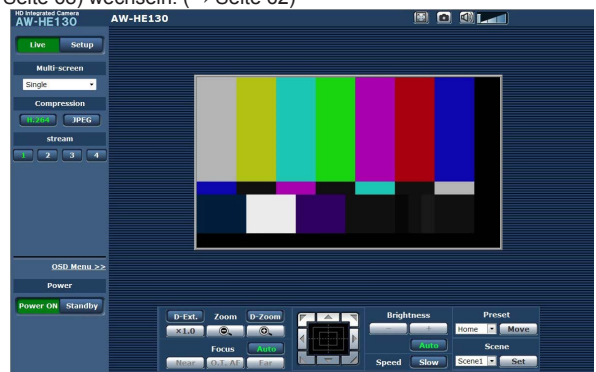 Seite 68) wechseln. (→ Seite 62)
HD Integrated Camera
AW-HE130
AW-HE130
Live Setup
Multi-screen
Single
Compression
H.264 JPEG
stream
1 2 3 4
OSD Menu >>
Power
Power ON Standby
D-Ext. Zoom D-Zoom
×1.0
Focus Auto
Near O.T. AF Far
Brightness
− +
Auto
Speed Slow
Preset
Home Move
Scene
Scene1 Set